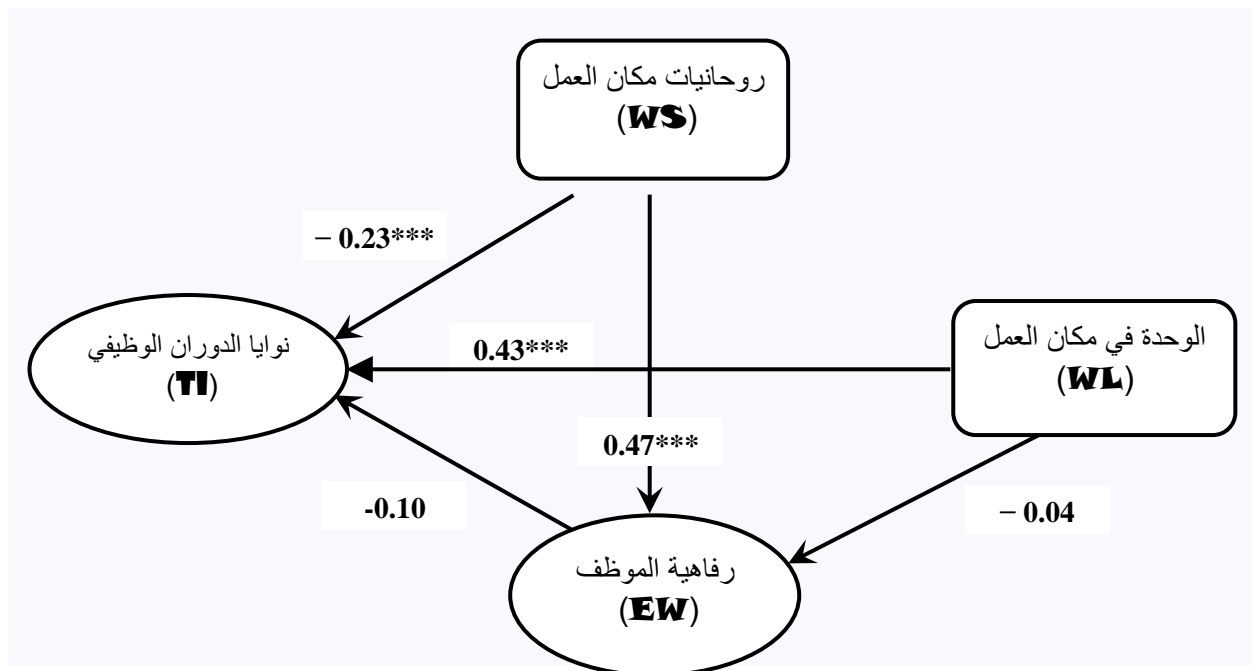 روحانيات مكان العمل
(WS)
– 0.23***
نوايا الدوران الوظيفي
(TI)
0.43***
الوحدة في مكان العمل
(WL)
0.47***
-0.10
– 0.04
رفاهية الموظف
(EW)